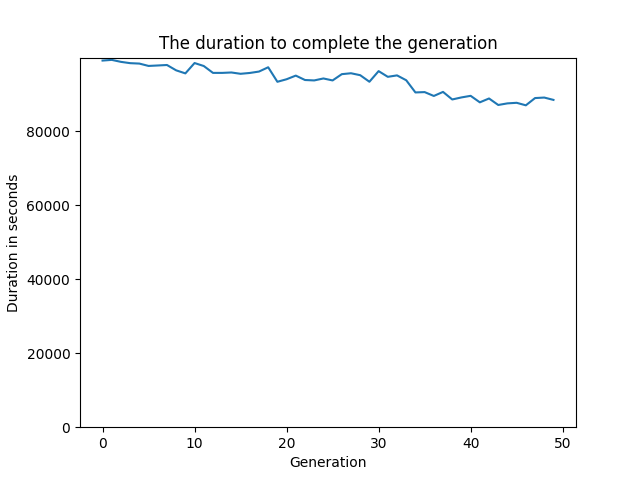 The duration to complete the generation
Duration in seconds
80000
60000
40000
20000
0
0 10 20 30 40 50
Generation